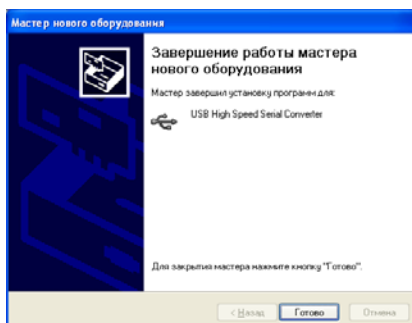 Мастер нового оборудования
Завершение работы мастера
нового оборудования
Мастер завершил установку программ для:
USB High Speed Serial Converter
Для закрытия мастера нажмите кнопку "Готово".
< Назад
Готово
Отмена